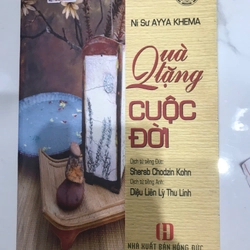 Ni Sư AYYA KHEMA
Quà
tặng
CUỘC
ĐỜI
Dịch từ tiếng Đức:
Sherab Chodzin Kohn
Dịch từ tiếng Anh:
Diệu Liên Lý Thu Linh
NHÀ XUẤT BẢN HỒNG ĐỨC